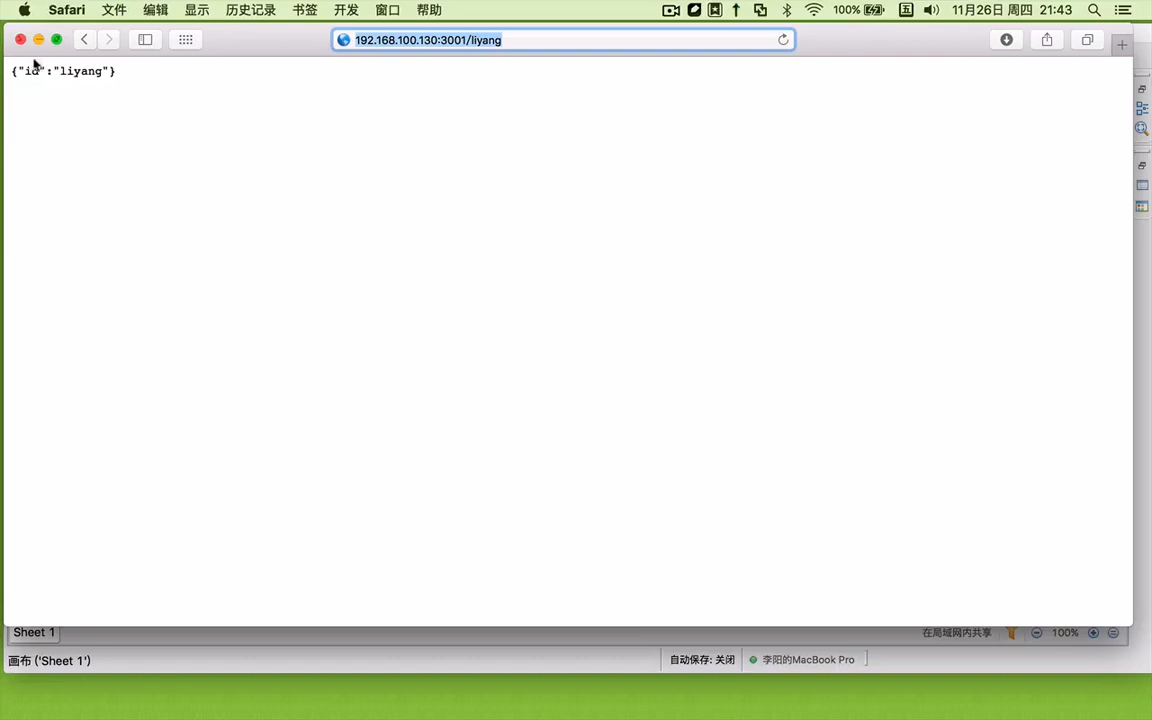 Safari 文件 编辑 显示 历史记录 书签 开发 窗口 帮助 100% 五 11月26日 周四 21:43
192.168.100.130:3001/liyang
{"id":"liyang"}
Sheet 1 在局域网内共享 100%
画布 ('Sheet 1') 自动保存: 关闭 李阳的MacBook Pro